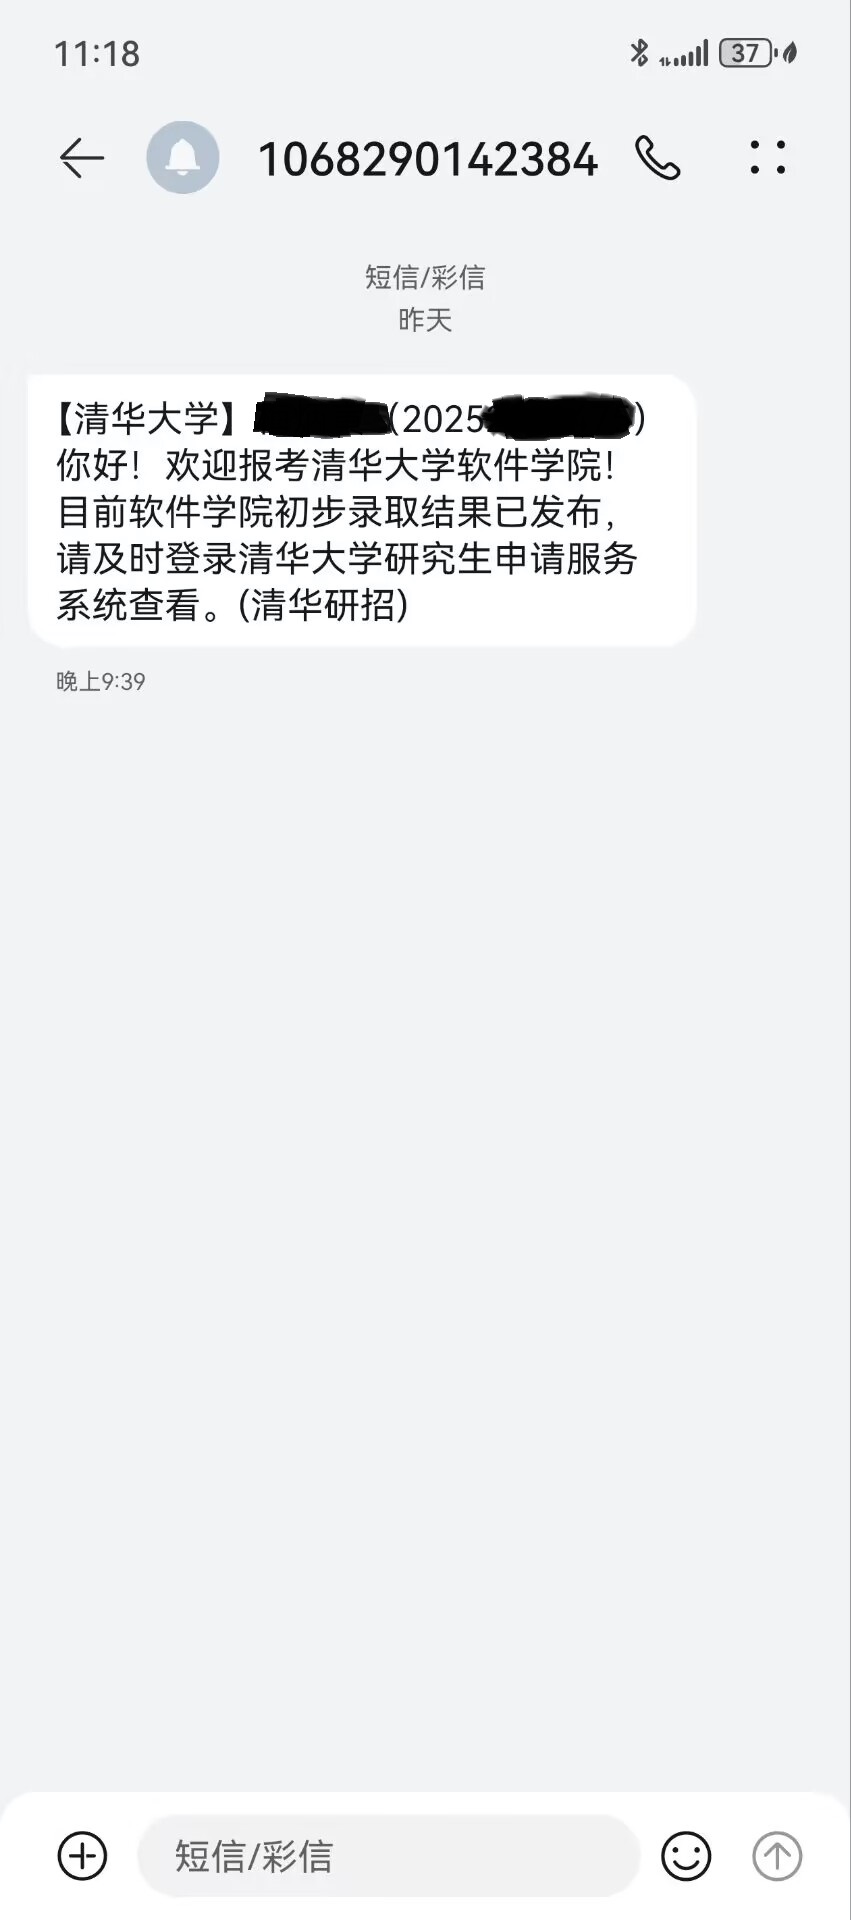 11:18
37
1068290142384
短信/彩信
昨天
【清华大学】(2025)
你好！欢迎报考清华大学软件学院！
目前软件学院初步录取结果已发布，
请及时登录清华大学研究生申请服务
系统查看。(清华研招)
晚上9:39
短信/彩信